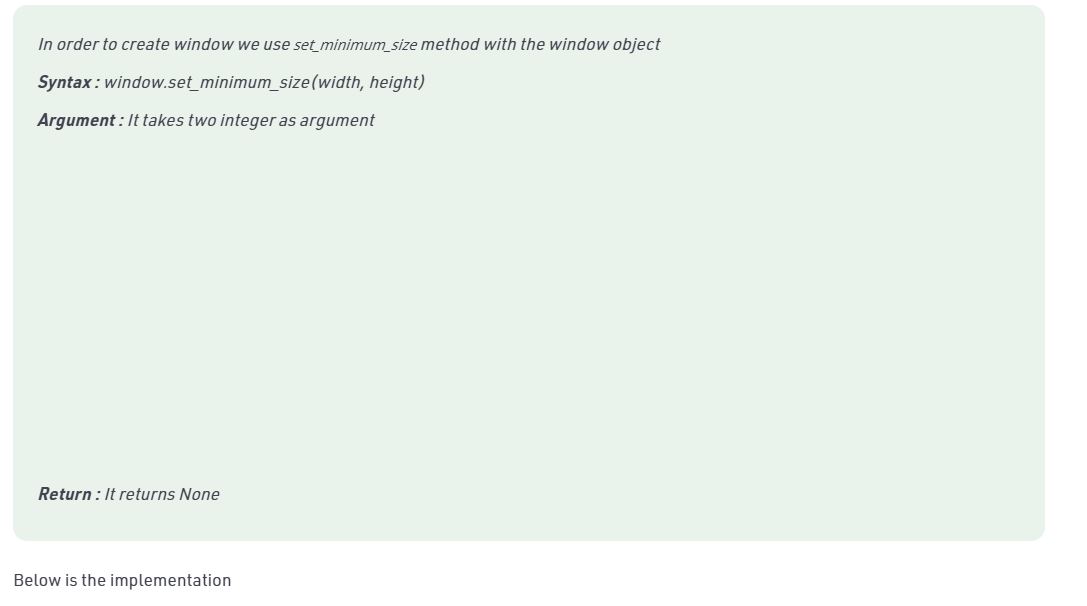 In order to create window we use set_minimum_size method with the window object
Syntax : window.set_minimum_size(width, height)
Argument : It takes two integer as argument
Return : It returns None
Below is the implementation